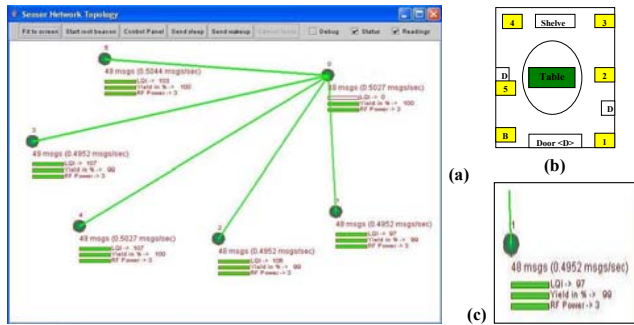 Sensor Network Topology
Fit to screen Start root beacon Control Panel Send sleep Send wakeup Debug Status Readings
5
48 msgs (0.5044 msgs/sec)
LQI -> 103
Yield in % -> 100
RF Power -> 3
0
48 msgs (0.5027 msgs/sec)
LQI -> 0
Yield in % -> 100
RF Power -> 3
3
48 msgs (0.4952 msgs/sec)
LQI -> 107
Yield in % -> 99
RF Power -> 3
4
48 msgs (0.5027 msgs/sec)
LQI -> 107
Yield in % -> 100
RF Power -> 3
2
48 msgs (0.4952 msgs/sec)
LQI -> 106
Yield in % -> 99
RF Power -> 3
1
48 msgs (0.4952 msgs/sec)
LQI -> 97
Yield in % -> 99
RF Power -> 3
(a)
4 Shelve 3
D Table 2
5 D
B Door <D> 1
(b)
1
48 msgs (0.4952 msgs/sec)
LQI -> 97
Yield in % -> 99
RF Power -> 3
(c)